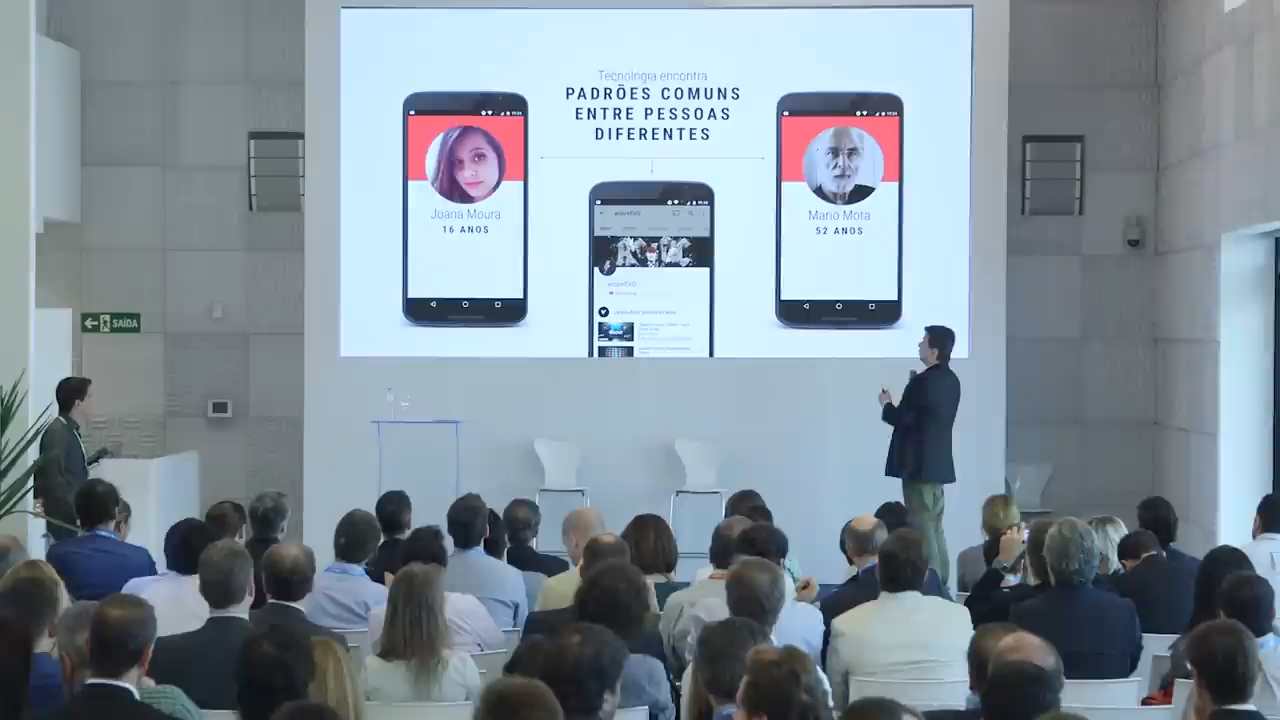 Tecnologia encontra
PADRÕES COMUNS
ENTRE PESSOAS
DIFERENTES
Joana Moura
16 ANOS
Mario Mota
52 ANOS
SAÍDA